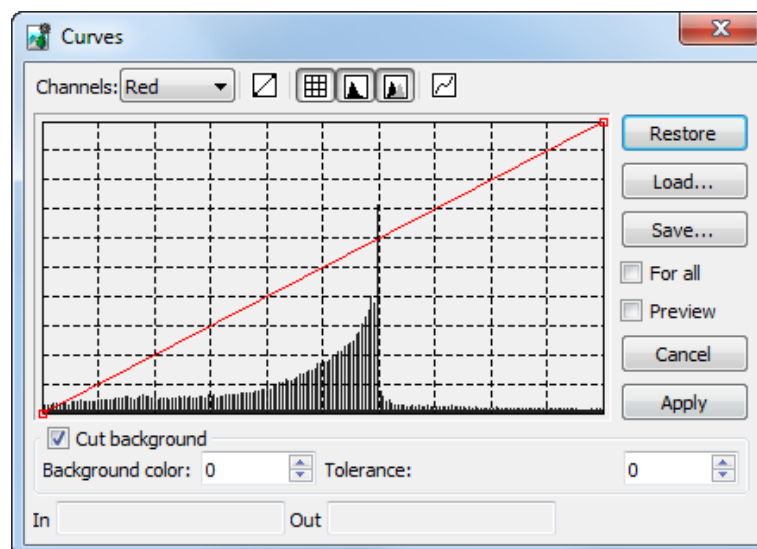 Curves
Channels: Red
Restore
Load...
Save...
For all
Preview
Cancel
Apply
Cut background
Background color: 0 Tolerance: 0
In Out